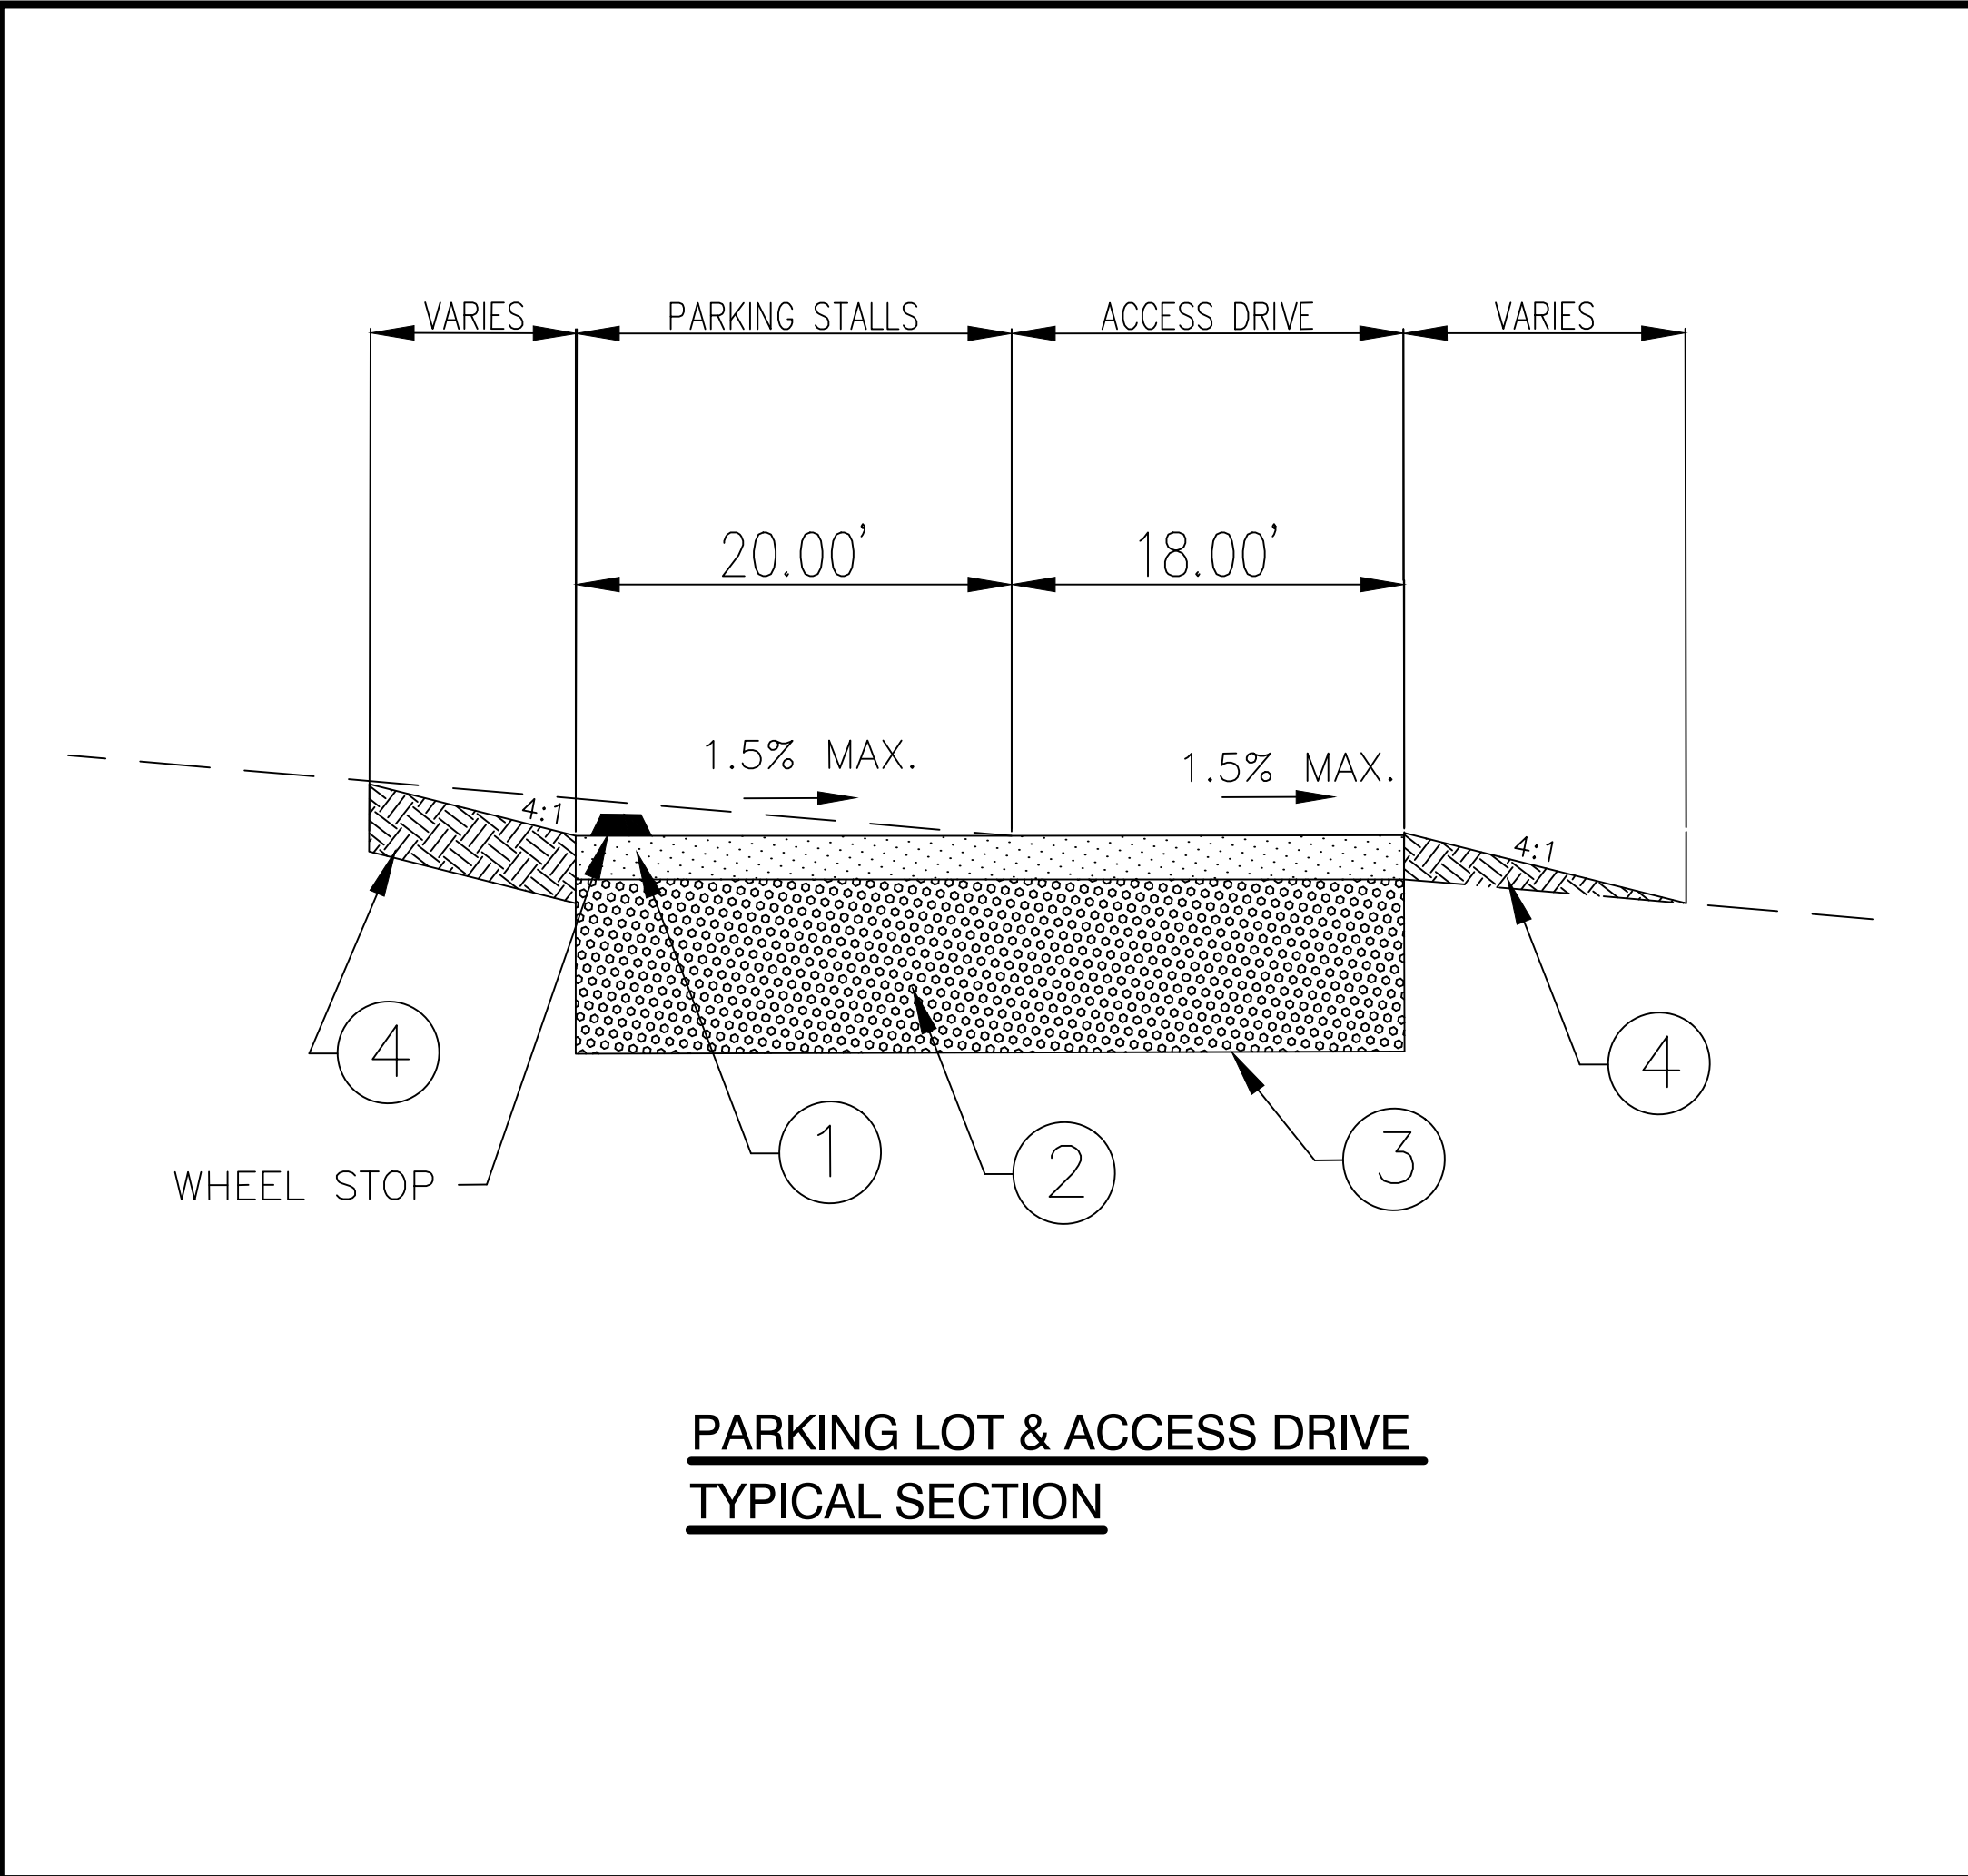 VARIES PARKING STALLS ACCESS DRIVE VARIES
20.00' 18.00'
1.5% MAX. 1.5% MAX.
4:1 4:1
4 4
1 2 3
WHEEL STOP
PARKING LOT & ACCESS DRIVE
TYPICAL SECTION